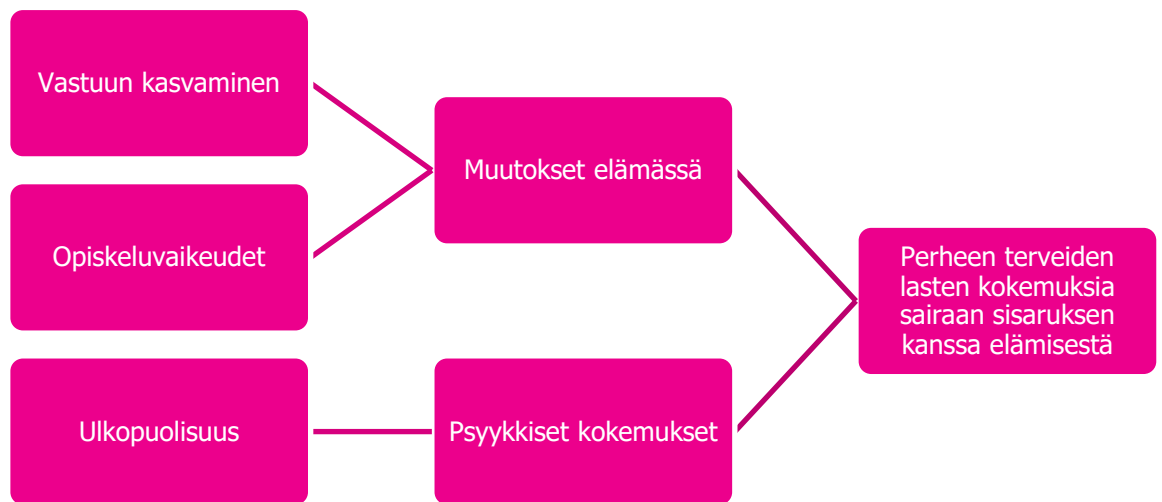 Vastuun kasvaminen
Opiskeluvaikeudet
Ulkopuolisuus
Muutokset elämässä
Psyykkiset kokemukset
Perheen terveiden
lasten kokemuksia
sairaan sisaruksen
kanssa elämisestä